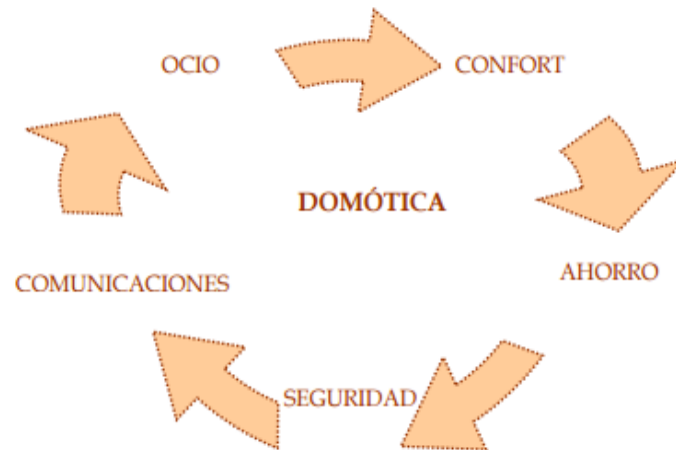 OCIO
CONFORT
DOMÓTICA
AHORRO
COMUNICACIONES
SEGURIDAD